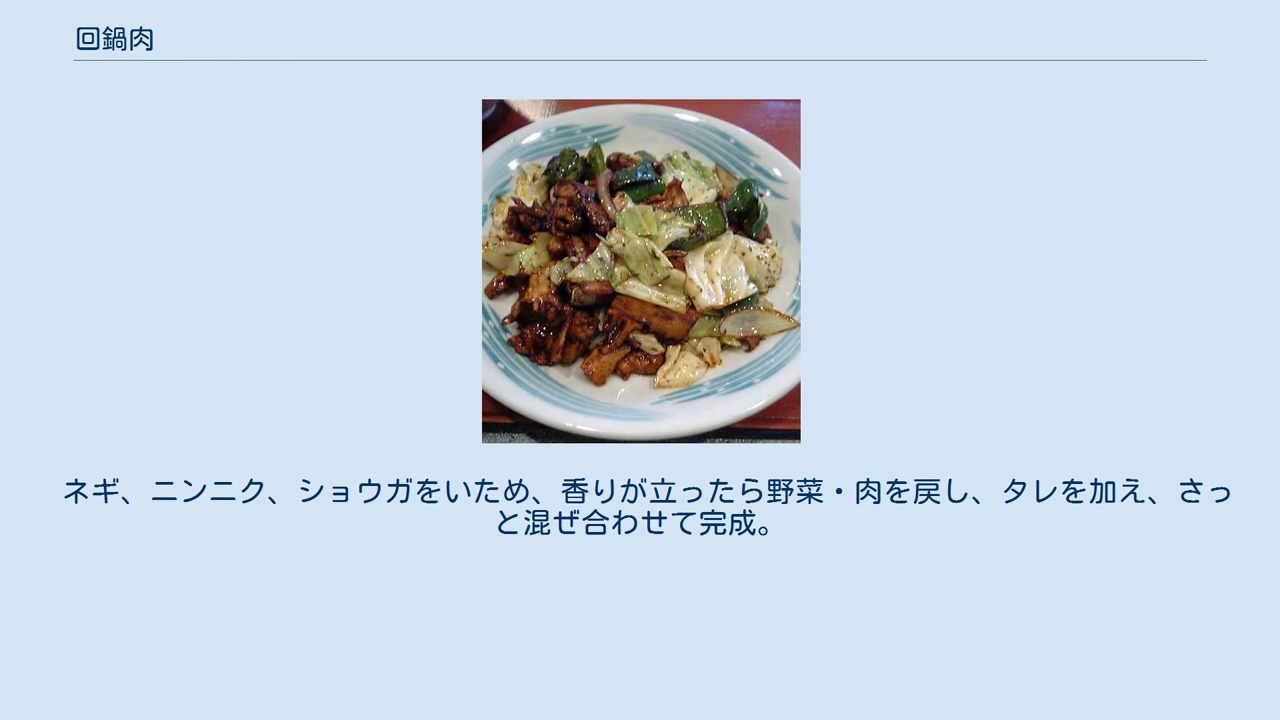 回鍋肉
ネギ、ニンニク、ショウガをいため、香りが立ったら野菜・肉を戻し、タレを加え、さっ
と混ぜ合わせて完成。